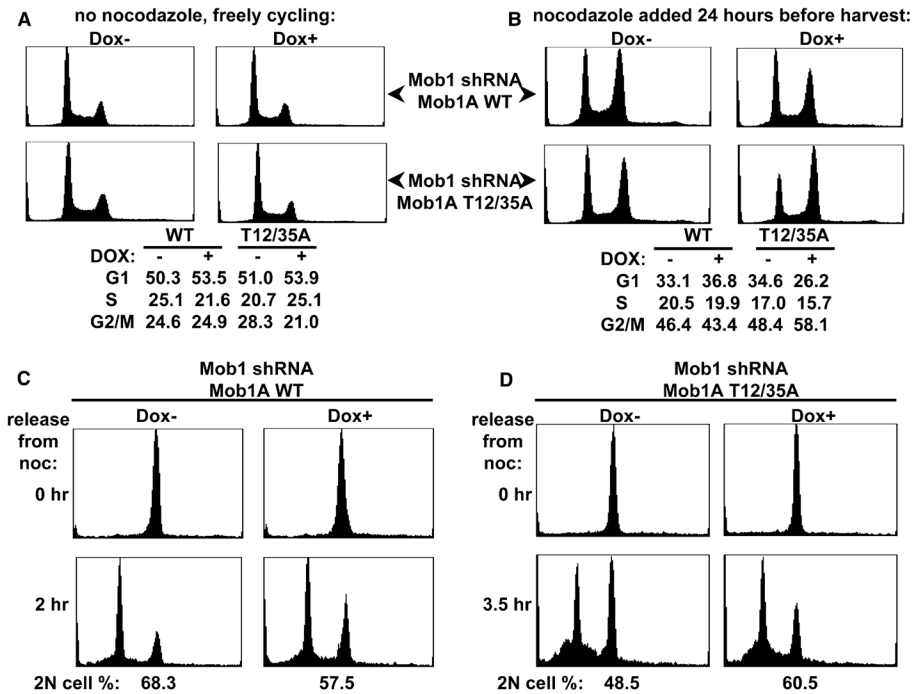 A
no nocodazole, freely cycling:
Dox-
Dox+
B
nocodazole added 24 hours before harvest:
Dox-
Dox+
Mob1 shRNA
Mob1A WT
Mob1 shRNA
Mob1A T12/35A
WT T12/35A
DOX: - + - +
G1 50.3 53.5 51.0 53.9
S 25.1 21.6 20.7 25.1
G2/M 24.6 24.9 28.3 21.0
WT T12/35A
DOX: - + - +
G1 33.1 36.8 34.6 26.2
S 20.5 19.9 17.0 15.7
G2/M 46.4 43.4 48.4 58.1
C
Mob1 shRNA
Mob1A WT
Dox-
Dox+
release
from
noc:
0 hr
2 hr
2N cell %: 68.3 57.5
D
Mob1 shRNA
Mob1A T12/35A
Dox-
Dox+
release
from
noc:
0 hr
3.5 hr
2N cell %: 48.5 60.5